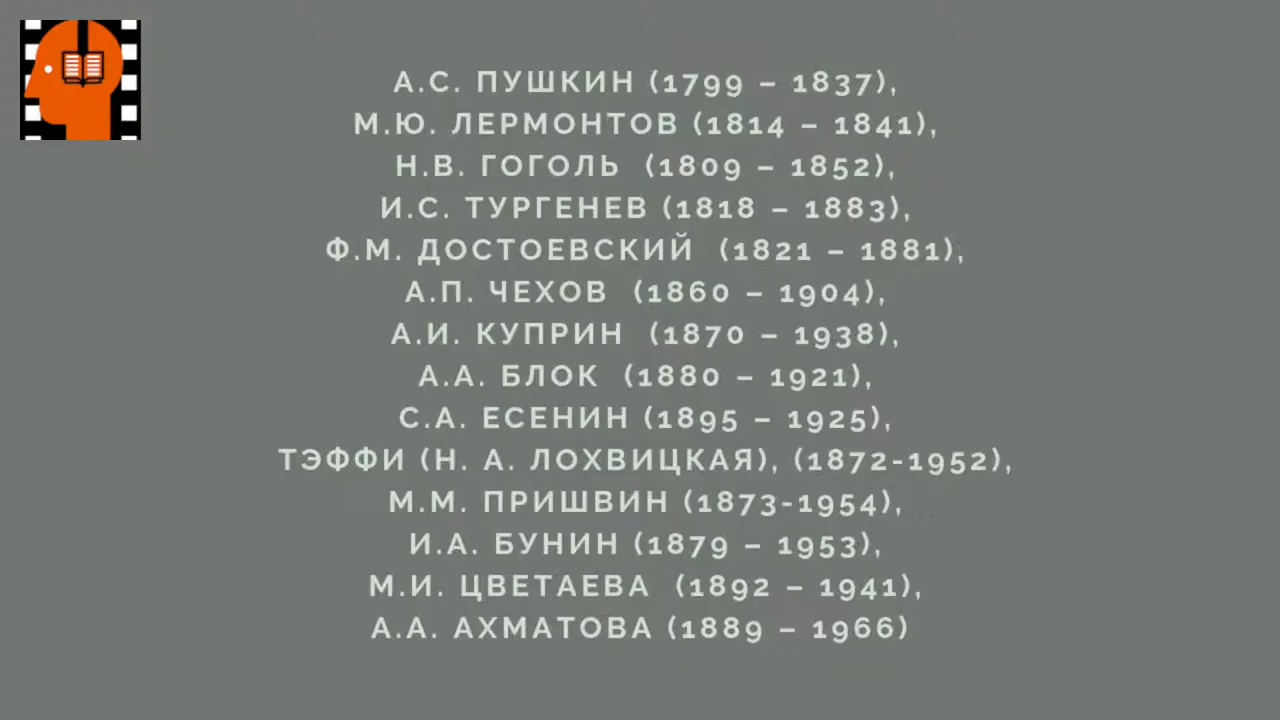 А.С. ПУШКИН (1799 – 1837),
М.Ю. ЛЕРМОНТОВ (1814 – 1841),
Н.В. ГОГОЛЬ (1809 – 1852),
И.С. ТУРГЕНЕВ (1818 – 1883),
Ф.М. ДОСТОЕВСКИЙ (1821 – 1881),
А.П. ЧЕХОВ (1860 – 1904),
А.И. КУПРИН (1870 – 1938),
А.А. БЛОК (1880 – 1921),
С.А. ЕСЕНИН (1895 – 1925),
ТЭФФИ (Н. А. ЛОХВИЦКАЯ), (1872-1952),
М.М. ПРИШВИН (1873-1954),
И.А. БУНИН (1879 – 1953),
М.И. ЦВЕТАЕВА (1892 – 1941),
А.А. АХМАТОВА (1889 – 1966)